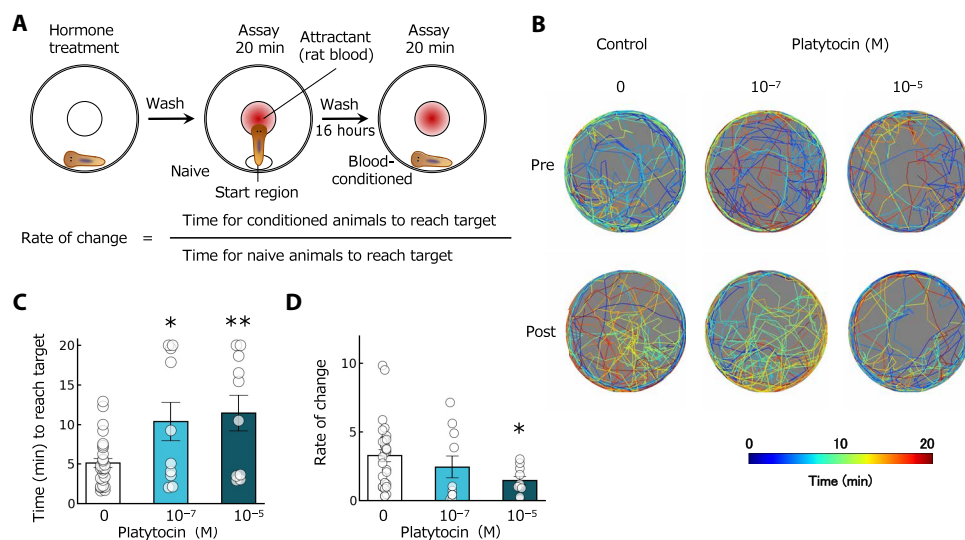 A
Hormone
treatment
Wash
Assay
20 min
Attractant
(rat blood)
Naive
Start region
Wash
16 hours
Assay
20 min
Blood-
conditioned
Rate of change = Time for conditioned animals to reach target
Time for naive animals to reach target
B
Control
Platytocin (M)
0
10⁻⁷
10⁻⁵
Pre
Post
0
10
20
Time (min)
C
Time (min) to reach target
20
15
10
5
0
*
**
0
10⁻⁷
10⁻⁵
Platytocin (M)
D
Rate of change
10
5
0
*
0
10⁻⁷
10⁻⁵
Platytocin (M)